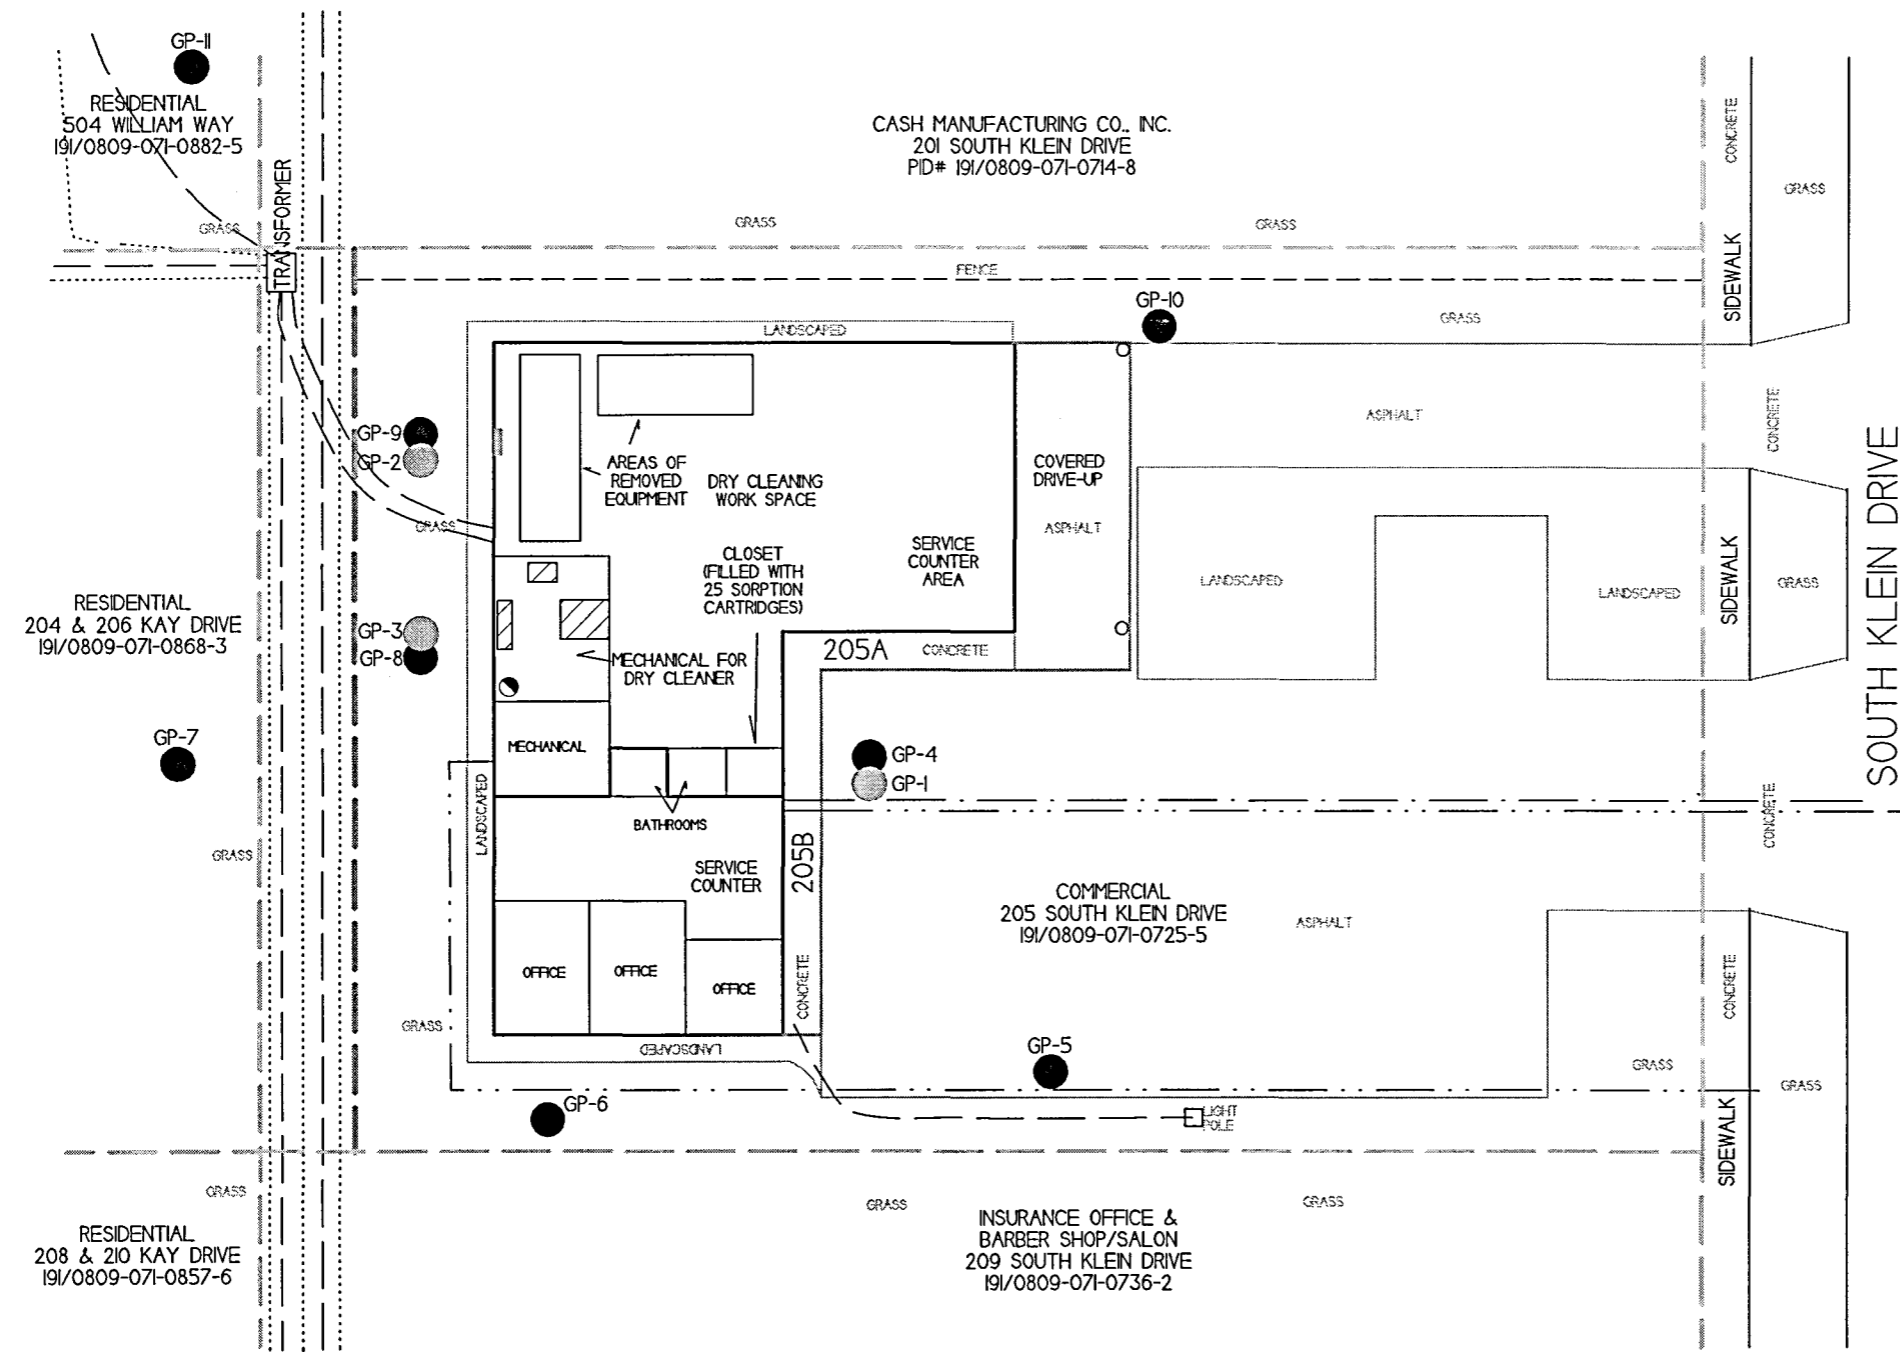 GP-11
RESIDENTIAL
504 WILLIAM WAY
191/0809-071-0882-5
GRASS
TRANSFORMER
CASH MANUFACTURING CO., INC.
201 SOUTH KLEIN DRIVE
PID# 191/0809-071-0714-8
GRASS
GRASS
FENCE
CONCRETE
GRASS
SIDEWALK
GP-10
GRASS
LANDSCAPED
GP-9
GP-2
GRASS
AREAS OF
REMOVED
EQUIPMENT
DRY CLEANING
WORK SPACE
COVERED
DRIVE-UP
ASPHALT
ASPHALT
CONCRETE
SOUTH KLEIN DRIVE
CLOSET
(FILLED WITH
25 SORPTION
CARTRIDGES)
SERVICE
COUNTER
AREA
LANDSCAPED
LANDSCAPED
SIDEWALK
GRASS
RESIDENTIAL
204 & 206 KAY DRIVE
191/0809-071-0868-3
GP-3
GP-8
MECHANICAL FOR
DRY CLEANER
205A
CONCRETE
GP-7
MECHANICAL
GP-4
GP-1
LANDSCAPED
BATHROOMS
CONCRETE
GRASS
SERVICE
COUNTER
205B
COMMERCIAL
205 SOUTH KLEIN DRIVE
191/0809-071-0725-5
ASPHALT
OFFICE
OFFICE
OFFICE
CONCRETE
CONCRETE
GRASS
LANDSCAPED
GP-5
GRASS
GRASS
GP-6
LIGHT
POLE
SIDEWALK
GRASS
GRASS
GRASS
RESIDENTIAL
208 & 210 KAY DRIVE
191/0809-071-0857-6
INSURANCE OFFICE &
BARBER SHOP/SALON
209 SOUTH KLEIN DRIVE
191/0809-071-0736-2